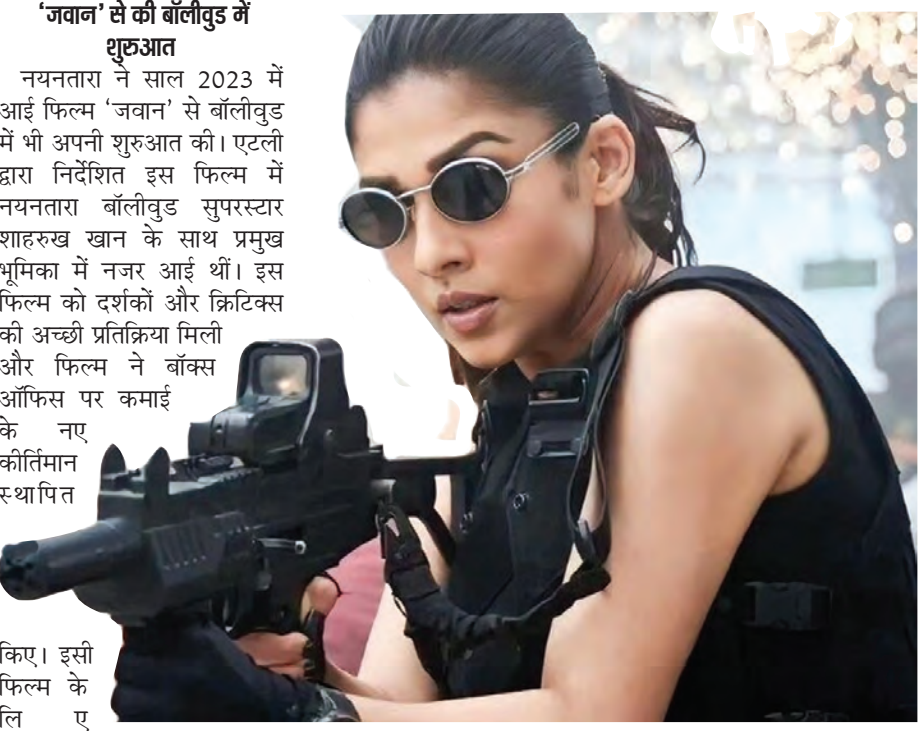 ‘जवान’ से की बॉलीवुड में
शुरुआत
नयनतारा ने साल 2023 में
आई फिल्म ‘जवान’ से बॉलीवुड
में भी अपनी शुरुआत की। एटली
द्वारा निर्देशित इस फिल्म में
नयनतारा बॉलीवुड सुपरस्टार
शाहरुख खान के साथ प्रमुख
भूमिका में नजर आई थीं। इस
फिल्म को दर्शकों और क्रिटिक्स
की अच्छी प्रतिक्रिया मिली
और फिल्म ने बॉक्स
ऑफिस पर कमाई
के नए
कीर्तिमान
स्थापित
किए। इसी
फिल्म के
लिए